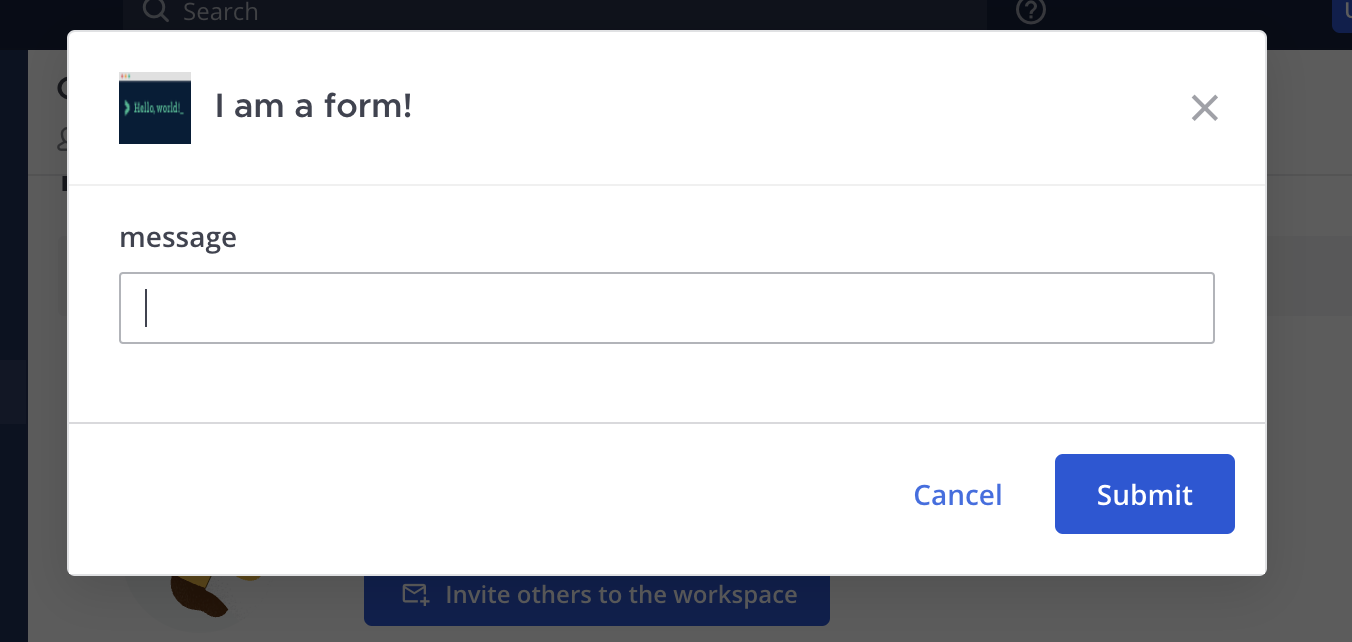 Search
Hello, world!_
I am a form!
message
Cancel
Submit
Invite others to the workspace